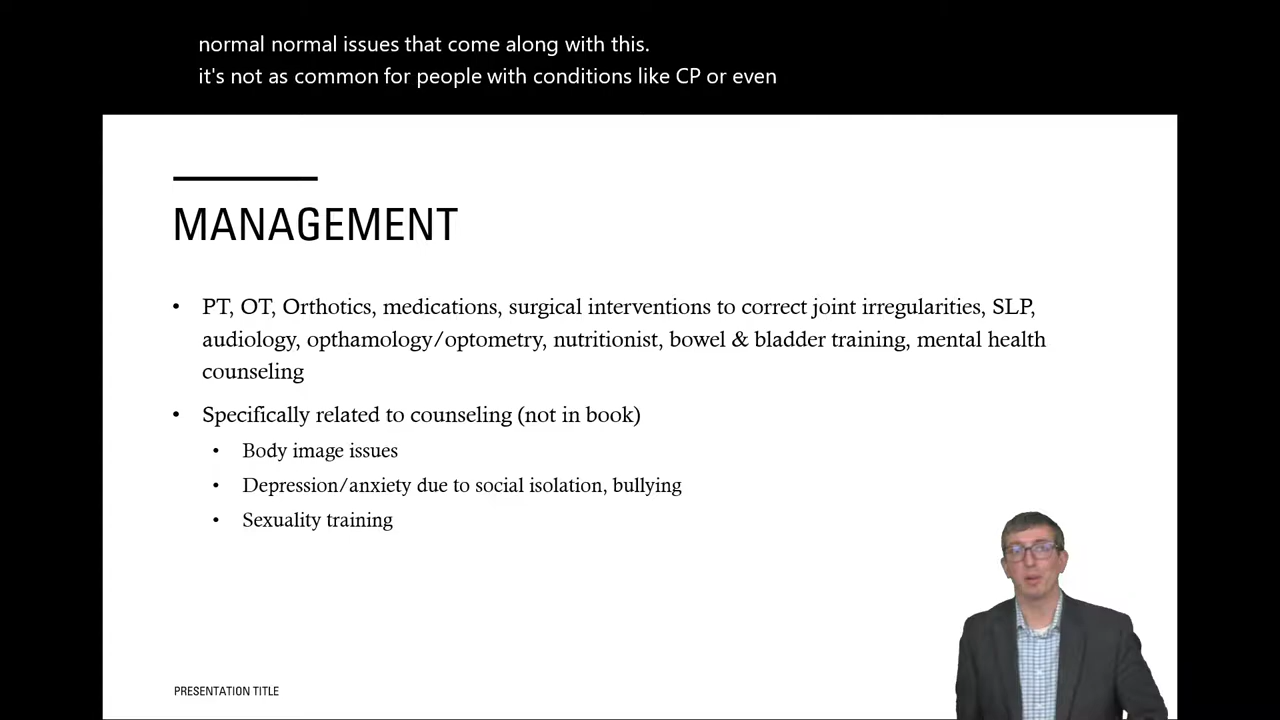 normal normal issues that come along with this.
it's not as common for people with conditions like CP or even
MANAGEMENT
• PT, OT, Orthotics, medications, surgical interventions to correct joint irregularities, SLP,
audiology, opthamology/optometry, nutritionist, bowel & bladder training, mental health
counseling
• Specifically related to counseling (not in book)
• Body image issues
• Depression/anxiety due to social isolation, bullying
• Sexuality training
PRESENTATION TITLE